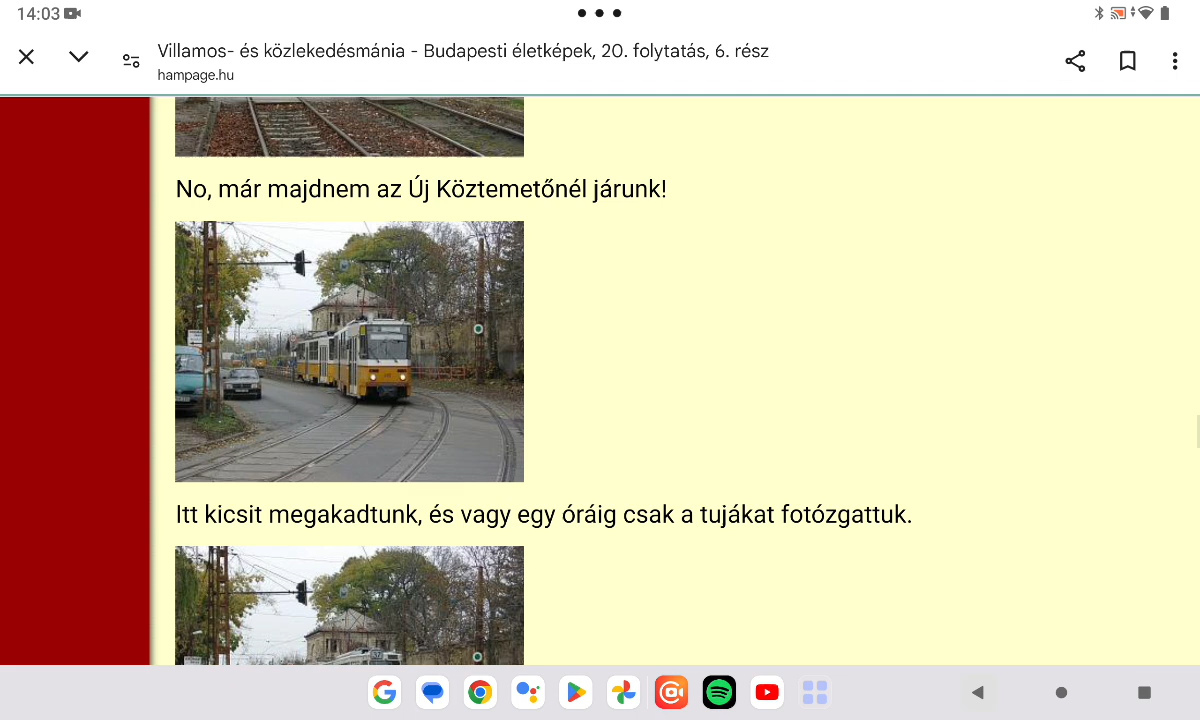 14:03
Villamos- és közlekedésmánia - Budapesti életképek, 20. folytatás, 6. rész
hampage.hu
No, már majdnem az Új Köztemetőnél járunk!
Itt kicsit megakadtunk, és vagy egy óráig csak a tujákat fotózgattuk.